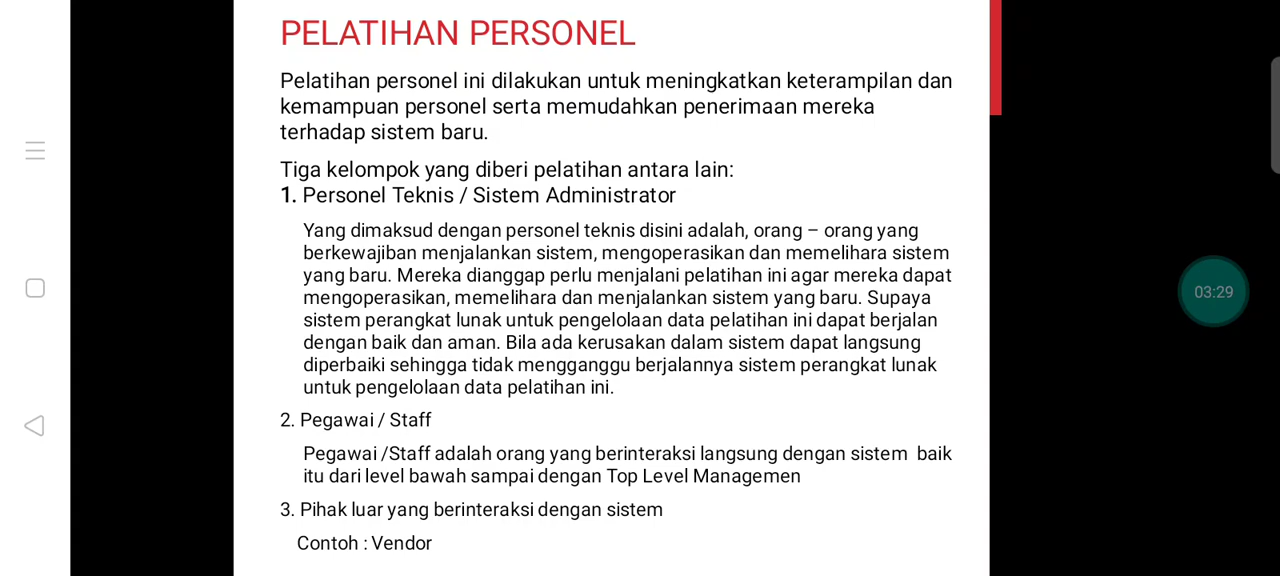 PELATIHAN PERSONEL
Pelatihan personel ini dilakukan untuk meningkatkan keterampilan dan
kemampuan personel serta memudahkan penerimaan mereka
terhadap sistem baru.
Tiga kelompok yang diberi pelatihan antara lain:
1. Personel Teknis / Sistem Administrator
Yang dimaksud dengan personel teknis disini adalah, orang – orang yang
berkewajiban menjalankan sistem, mengoperasikan dan memelihara sistem
yang baru. Mereka dianggap perlu menjalani pelatihan ini agar mereka dapat
mengoperasikan, memelihara dan menjalankan sistem yang baru. Supaya
sistem perangkat lunak untuk pengelolaan data pelatihan ini dapat berjalan
dengan baik dan aman. Bila ada kerusakan dalam sistem dapat langsung
diperbaiki sehingga tidak mengganggu berjalannya sistem perangkat lunak
untuk pengelolaan data pelatihan ini.
2. Pegawai / Staff
Pegawai /Staff adalah orang yang berinteraksi langsung dengan sistem  baik
itu dari level bawah sampai dengan Top Level Managemen
3. Pihak luar yang berinteraksi dengan sistem
Contoh : Vendor
03:29